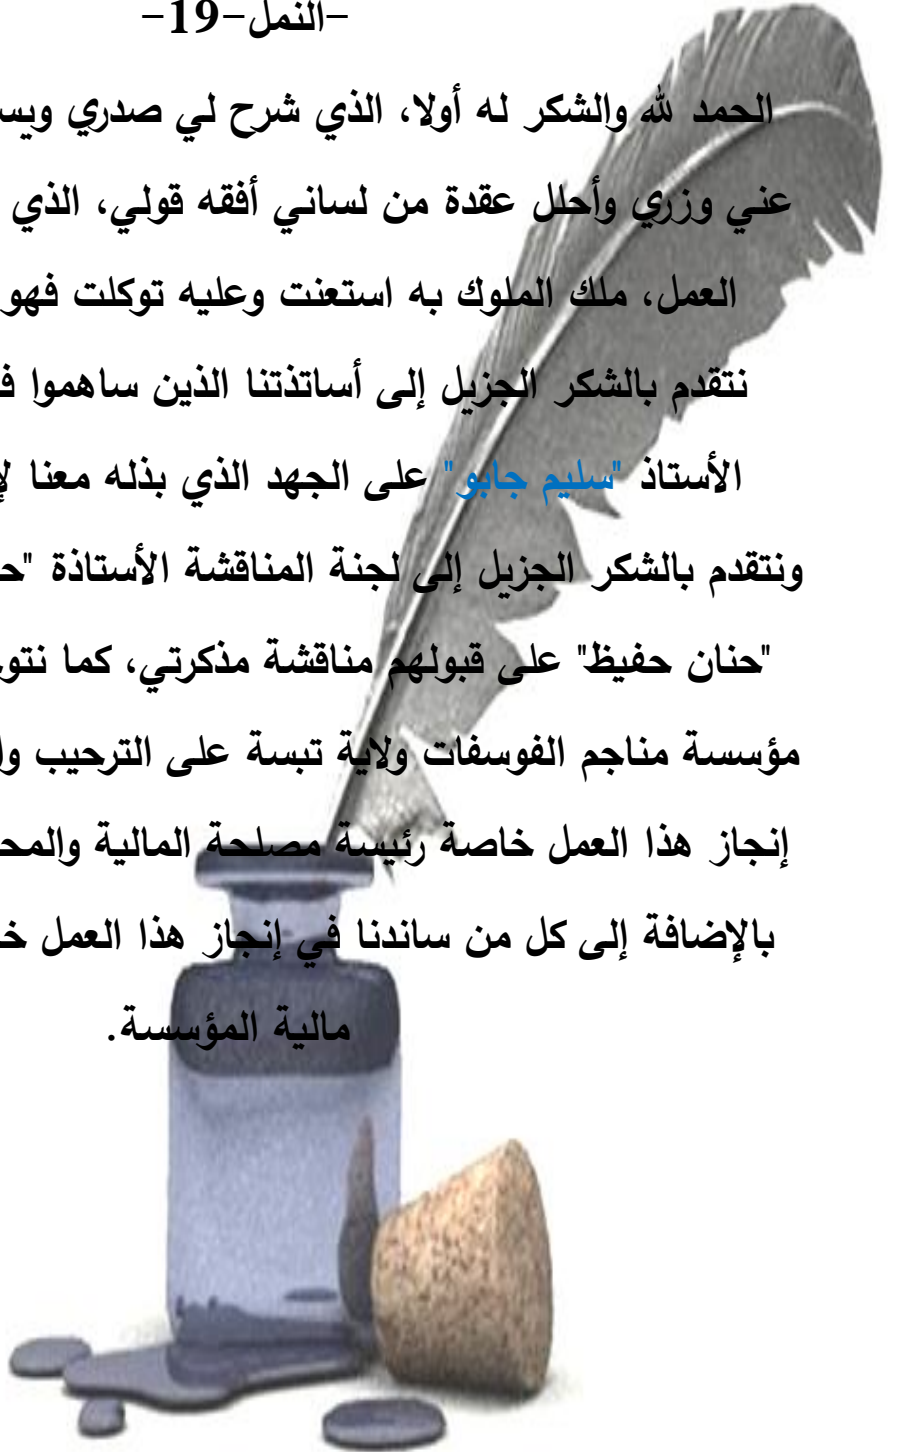 -النمل-19-
الحمد لله والشكر له أولا، الذي شرح لي صدري
عني وزري وأحلل عقدة من لساني أفقه قولي، الذي
العمل، ملك الملوك به استعنت وعليه توكلت فهو
نتقدم بالشكر الجزيل إلى أساتذتنا الذين ساهموا
الأستاذ "سليم جابو" على الجهد الذي بذله معنا
ونتقدم بالشكر الجزيل إلى لجنة المناقشة الأستاذة
"حنان حفيظ" على قبولهم مناقشة مذكرتي، كما
مؤسسة مناجم الفوسفات ولاية تبسة على الترحيب
إنجاز هذا العمل خاصة رئيسة مصلحة المالية
بالإضافة إلى كل من ساندنا في إنجاز هذا العمل
مالية المؤسسة.